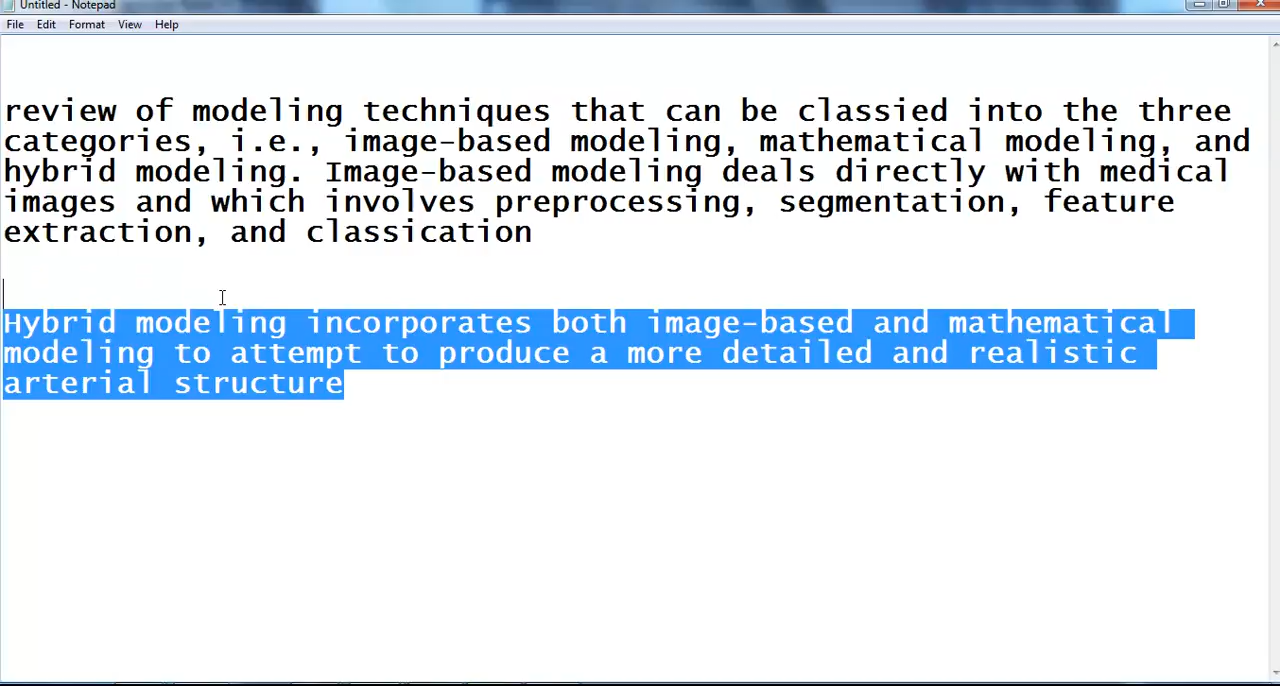 Untitled - Notepad
File Edit Format View Help
review of modeling techniques that can be classied into the three
categories, i.e., image-based modeling, mathematical modeling, and
hybrid modeling. Image-based modeling deals directly with medical
images and which involves preprocessing, segmentation, feature
extraction, and classication
Hybrid modeling incorporates both image-based and mathematical
modeling to attempt to produce a more detailed and realistic
arterial structure